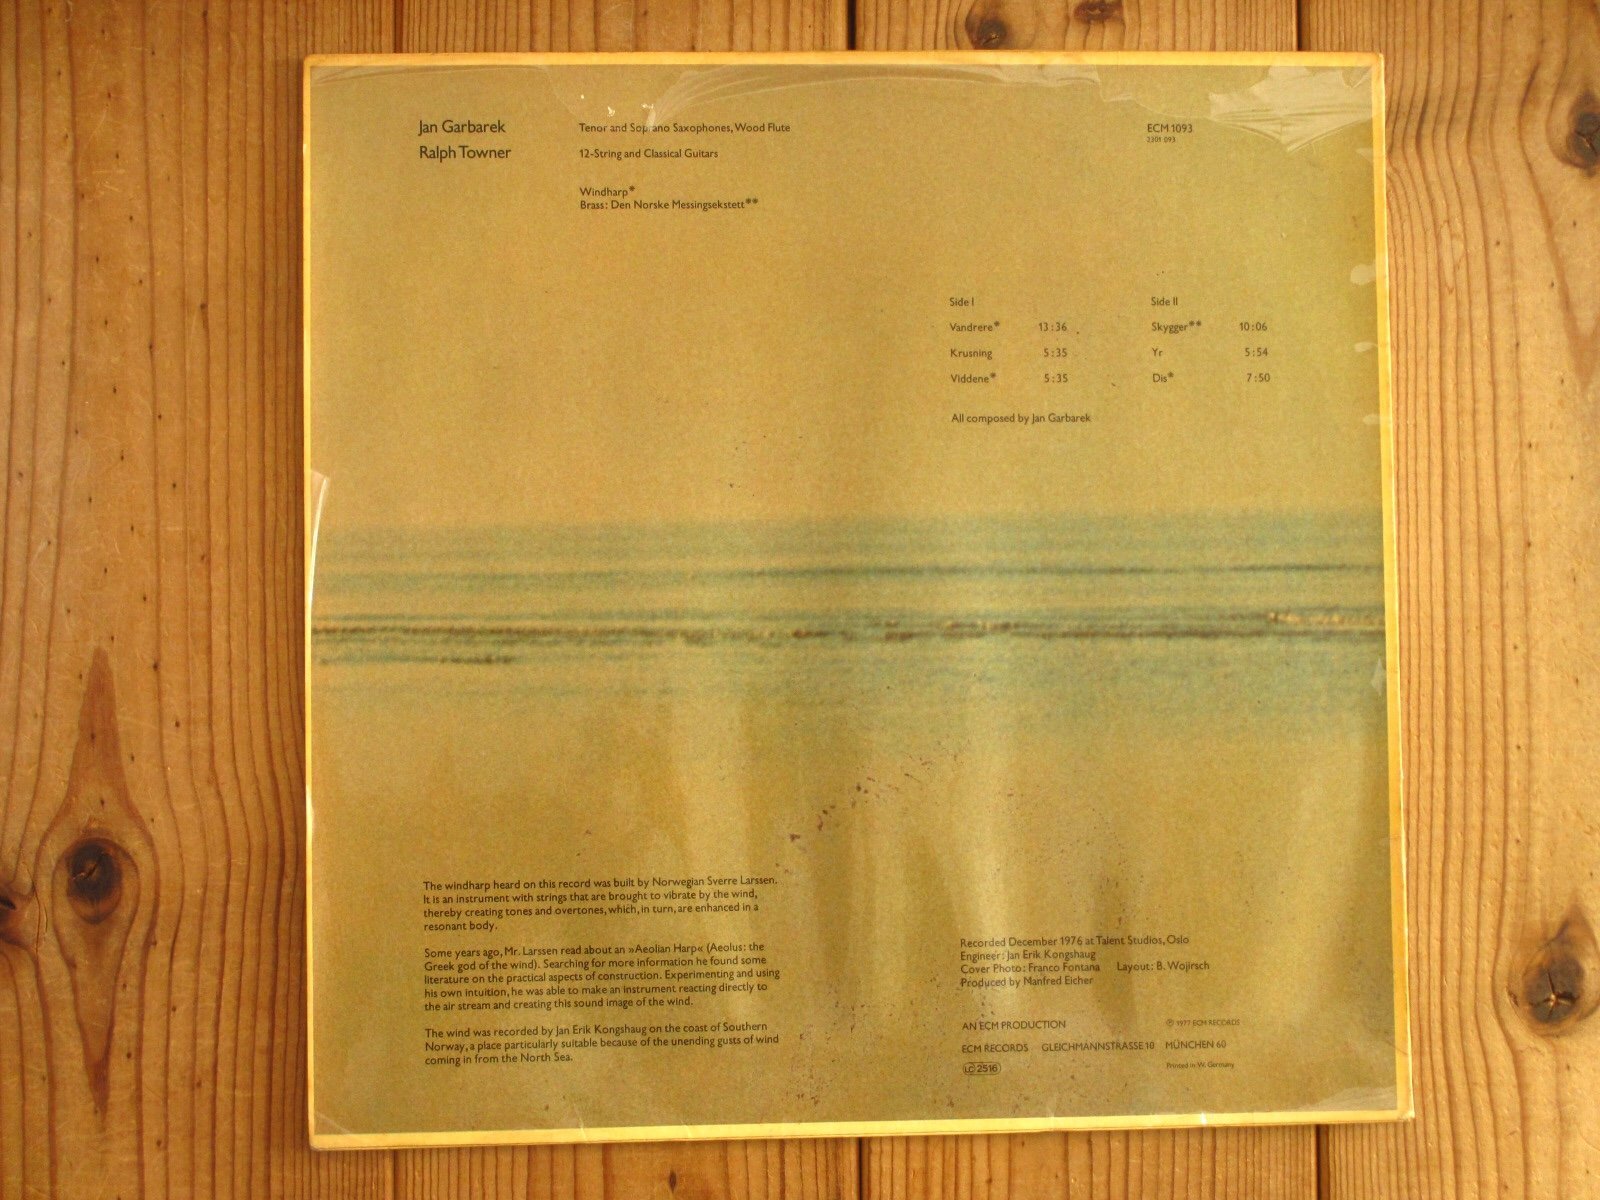 Jan Garbarek Tenor and Soprano Saxophones, Wood Flute ECM 1093
2301 093
Ralph Towner 12-String and Classical Guitars
Windharp*
Brass: Den Norske Messingsekstett**
Side I Side II
Vandrere* 13:36 Skygger** 10:06
Krusning 5:35 Yr 5:54
Viddene* 5:35 Dis* 7:50
All composed by Jan Garbarek
The windharp heard on this record was built by Norwegian Sverre Larssen.
It is an instrument with strings that are brought to vibrate by the wind,
thereby creating tones and overtones, which, in turn, are enhanced in a
resonant body.
Some years ago, Mr. Larssen read about an »Aeolian Harp« (Aeolus: the
Greek god of the wind). Searching for more information he found some
literature on the practical aspects of construction. Experimenting and using
his own intuition, he was able to make an instrument reacting directly to
the air stream and creating this sound image of the wind.
The wind was recorded by Jan Erik Kongshaug on the coast of Southern
Norway, a place particularly suitable because of the unending gusts of wind
coming in from the North Sea.
Recorded December 1976 at Talent Studios, Oslo
Engineer: Jan Erik Kongshaug
Cover Photo: Franco Fontana Layout: B. Wojirsch
Produced by Manfred Eicher
AN ECM PRODUCTION ℗ 1977 ECM RECORDS
ECM RECORDS GLEICHMANNSTRASSE 10 MÜNCHEN 60
LC 2516 Printed in W. Germany